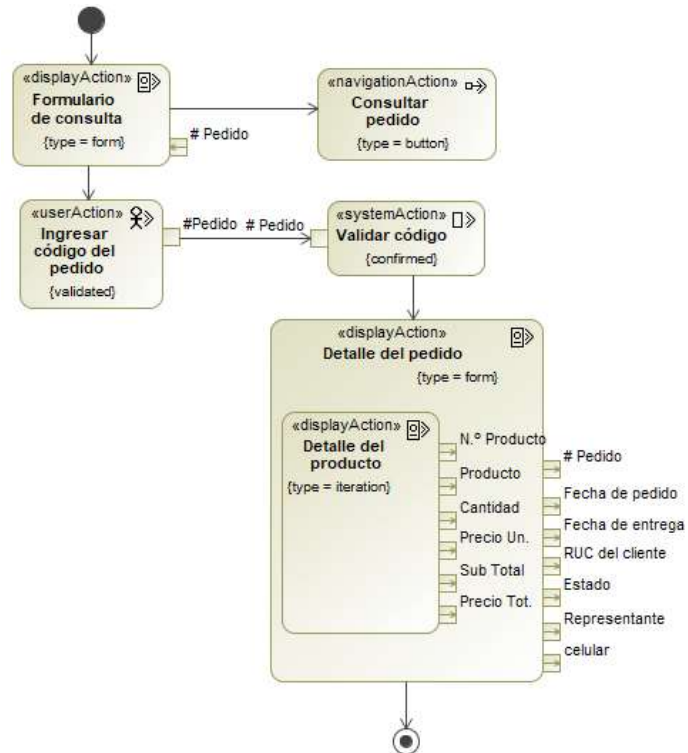 «displayAction»
Formulario
de consulta
{type = form}
# Pedido
«navigationAction»
Consultar
pedido
{type = button}
«userAction»
Ingresar
código del
pedido
{validated}
#Pedido
# Pedido
«systemAction»
Validar código
{confirmed}
«displayAction»
Detalle del pedido
{type = form}
«displayAction»
Detalle del
producto
{type = iteration}
N.º Producto
Producto
Cantidad
Precio Un.
Sub Total
Precio Tot.
# Pedido
Fecha de pedido
Fecha de entrega
RUC del cliente
Estado
Representante
celular